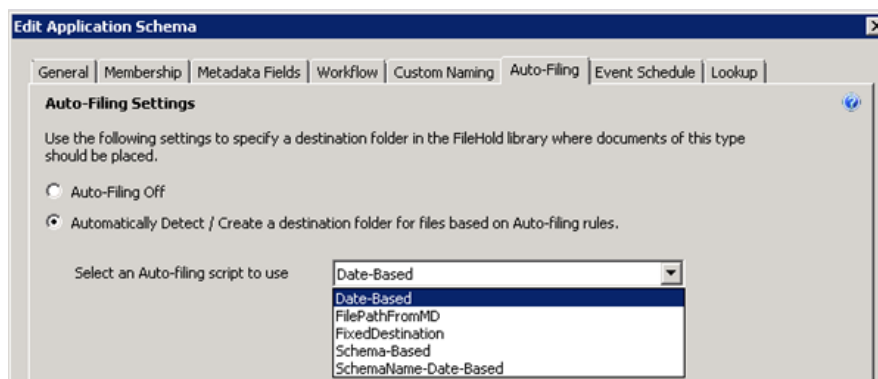 Edit Application Schema
General Membership Metadata Fields Workflow Custom Naming Auto-Filing Event Schedule Lookup
Auto-Filing Settings
Use the following settings to specify a destination folder in the FileHold library where documents of this type
should be placed.
Auto-Filing Off
Automatically Detect / Create a destination folder for files based on Auto-filing rules.
Select an Auto-filing script to use Date-Based
Date-Based
FilePathFromMD
FixedDestination
Schema-Based
SchemaName-Date-Based